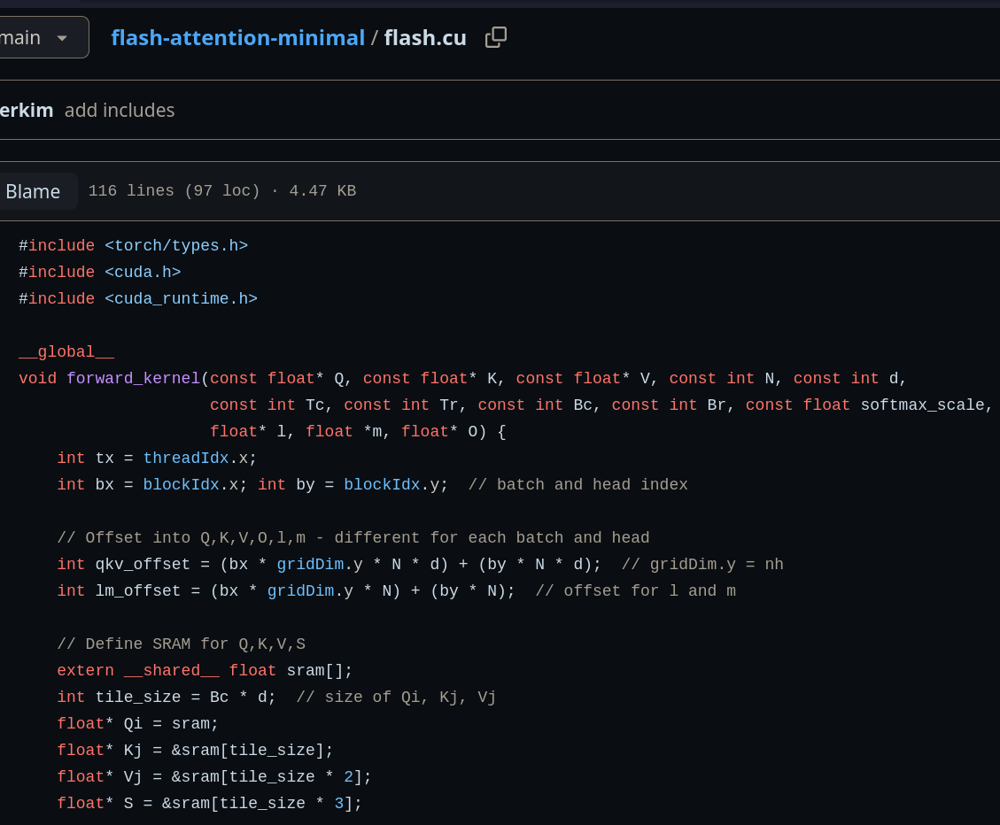 main
flash-attention-minimal / flash.cu
erkim add includes
Blame 116 lines (97 loc) · 4.47 KB
#include <torch/types.h>
#include <cuda.h>
#include <cuda_runtime.h>
__global__
void forward_kernel(const float* Q, const float* K, const float* V, const int N, const int d,
                    const int Tc, const int Tr, const int Bc, const int Br, const float softmax_scale,
                    float* l, float *m, float* O) {
    int tx = threadIdx.x;
    int bx = blockIdx.x; int by = blockIdx.y;  // batch and head index
    // Offset into Q,K,V,O,l,m - different for each batch and head
    int qkv_offset = (bx * gridDim.y * N * d) + (by * N * d);  // gridDim.y = nh
    int lm_offset = (bx * gridDim.y * N) + (by * N);  // offset for l and m
    // Define SRAM for Q,K,V,S
    extern __shared__ float sram[];
    int tile_size = Bc * d;  // size of Qi, Kj, Vj
    float* Qi = sram;
    float* Kj = &sram[tile_size];
    float* Vj = &sram[tile_size * 2];
    float* S = &sram[tile_size * 3];